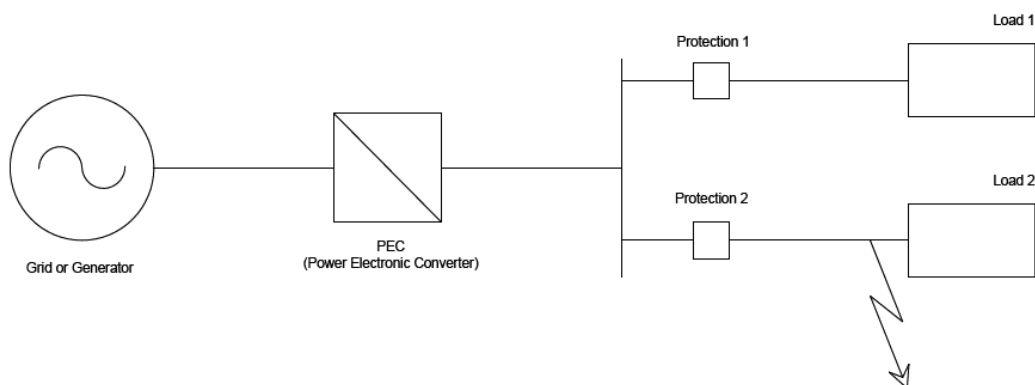 Load 1
Protection 1
Load 2
Protection 2
PEC
(Power Electronic Converter)
Grid or Generator